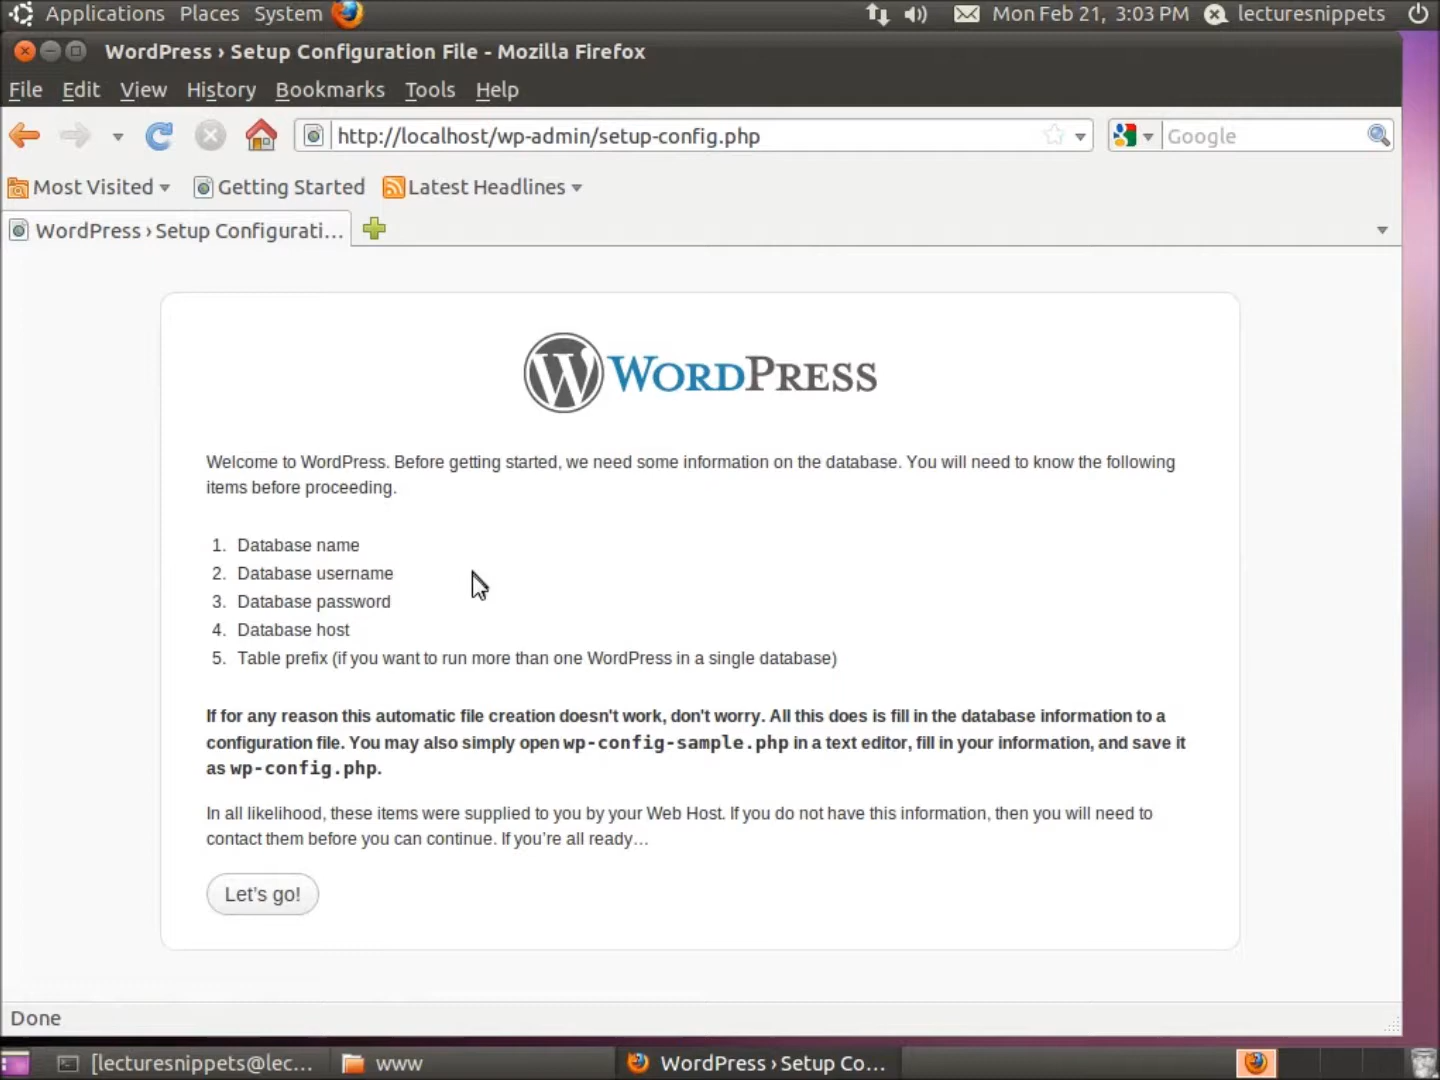 Applications Places System Mon Feb 21, 3:03 PM lecturesnippets
WordPress › Setup Configuration File - Mozilla Firefox
File Edit View History Bookmarks Tools Help
http://localhost/wp-admin/setup-config.php Google
Most Visited Getting Started Latest Headlines
WordPress › Setup Configurati...
WORDPRESS
Welcome to WordPress. Before getting started, we need some information on the database. You will need to know the following
items before proceeding.
1. Database name
2. Database username
3. Database password
4. Database host
5. Table prefix (if you want to run more than one WordPress in a single database)
If for any reason this automatic file creation doesn't work, don't worry. All this does is fill in the database information to a
configuration file. You may also simply open wp-config-sample.php in a text editor, fill in your information, and save it
as wp-config.php.
In all likelihood, these items were supplied to you by your Web Host. If you do not have this information, then you will need to
contact them before you can continue. If you’re all ready…
Let’s go!
Done
[lecturesnippets@lec... www WordPress › Setup Co...